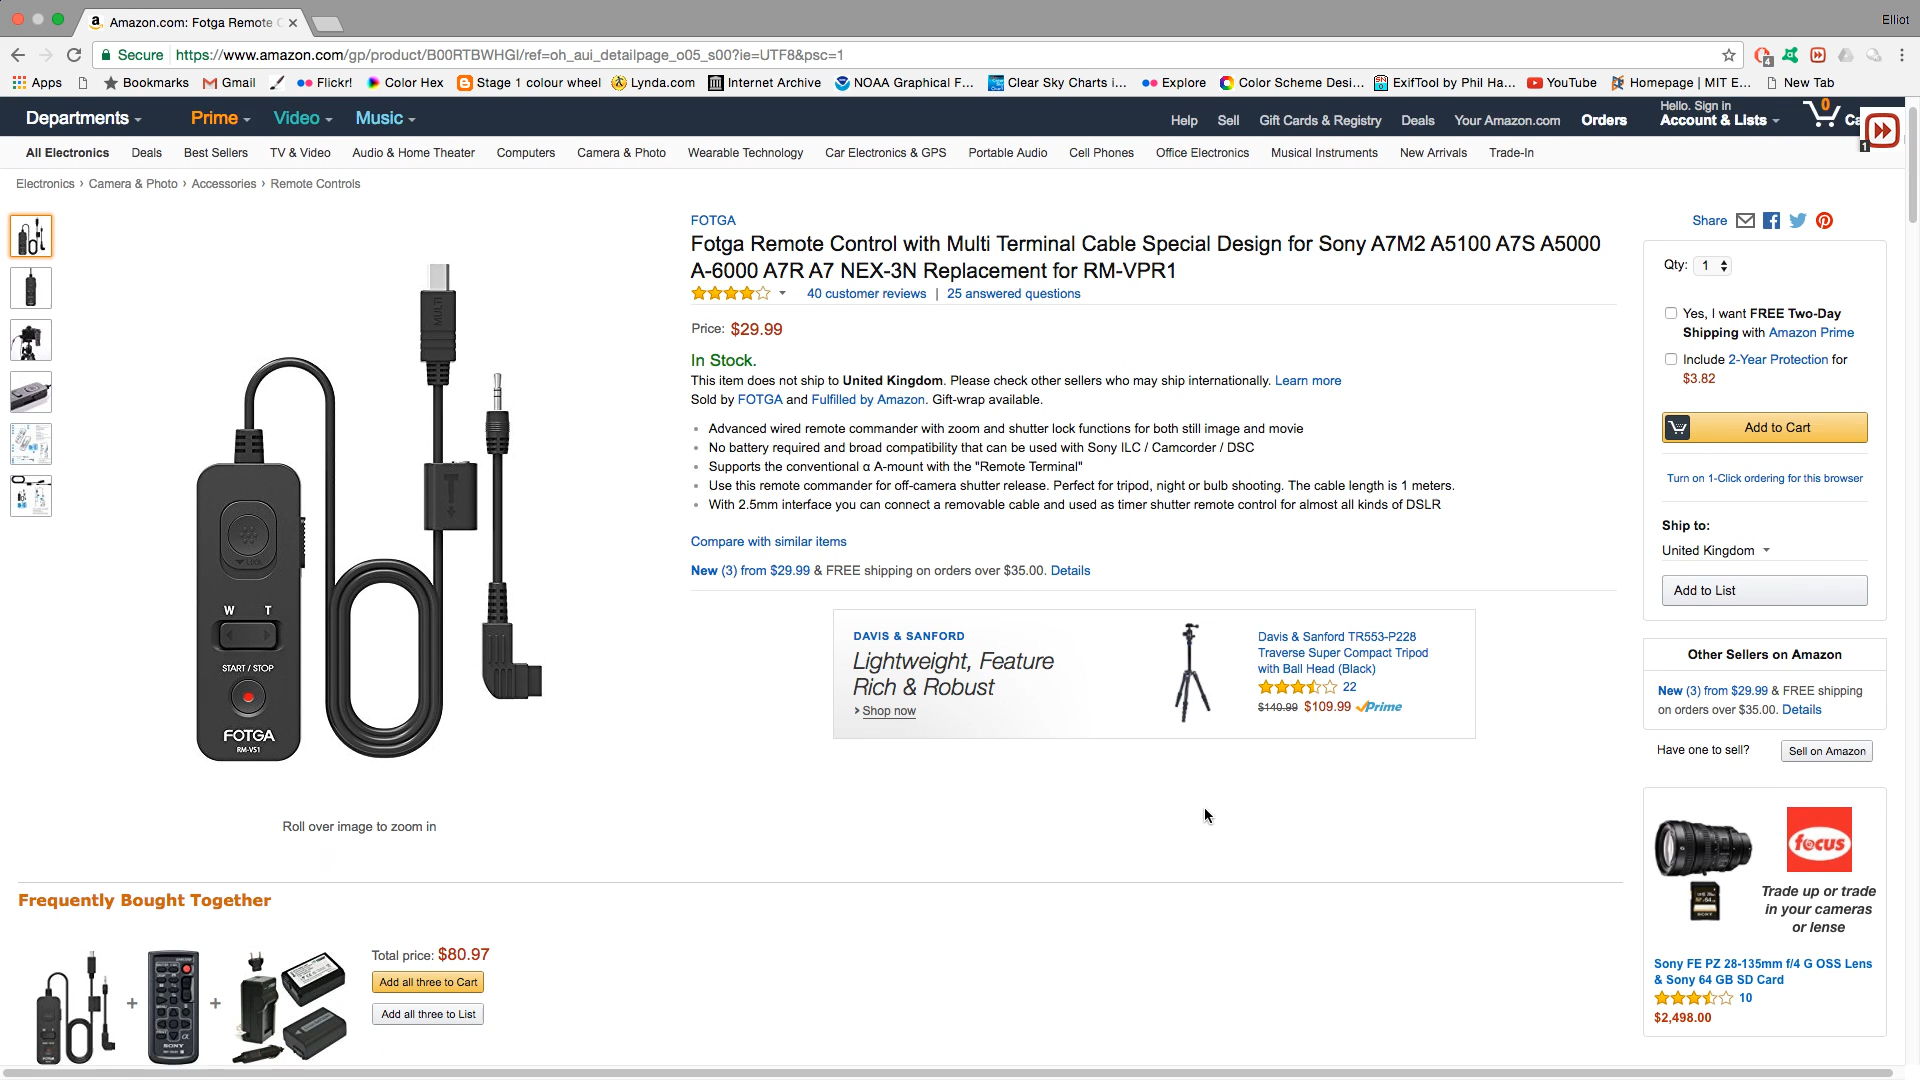 Amazon.com: Fotga Remote C
Elliot
Secure https://www.amazon.com/gp/product/B00RTBWHGI/ref=oh_aui_detailpage_o05_s00?ie=UTF8&psc=1
4
Apps Bookmarks Gmail Flickr! Color Hex Stage 1 colour wheel Lynda.com Internet Archive NOAA Graphical F... Clear Sky Charts i... Explore Color Scheme Desi... ExifTool by Phil Ha... YouTube Homepage | MIT E... New Tab
Departments Prime Video Music Help Sell Gift Cards & Registry Deals Your Amazon.com Orders
Hello. Sign in
Account & Lists
0
Ca
1
All Electronics Deals Best Sellers TV & Video Audio & Home Theater Computers Camera & Photo Wearable Technology Car Electronics & GPS Portable Audio Cell Phones Office Electronics Musical Instruments New Arrivals Trade-In
Electronics › Camera & Photo › Accessories › Remote Controls
MULTI
LOCK
W T
START / STOP
FOTGA
RM-VS1
Roll over image to zoom in
FOTGA
Fotga Remote Control with Multi Terminal Cable Special Design for Sony A7M2 A5100 A7S A5000
A-6000 A7R A7 NEX-3N Replacement for RM-VPR1
40 customer reviews | 25 answered questions
Price: $29.99
In Stock.
This item does not ship to United Kingdom. Please check other sellers who may ship internationally. Learn more
Sold by FOTGA and Fulfilled by Amazon. Gift-wrap available.
Advanced wired remote commander with zoom and shutter lock functions for both still image and movie
No battery required and broad compatibility that can be used with Sony ILC / Camcorder / DSC
Supports the conventional α A-mount with the "Remote Terminal"
Use this remote commander for off-camera shutter release. Perfect for tripod, night or bulb shooting. The cable length is 1 meters.
With 2.5mm interface you can connect a removable cable and used as timer shutter remote control for almost all kinds of DSLR
Compare with similar items
New (3) from $29.99 & FREE shipping on orders over $35.00. Details
DAVIS & SANFORD
Lightweight, Feature
Rich & Robust
› Shop now
Davis & Sanford TR553-P228
Traverse Super Compact Tripod
with Ball Head (Black)
22
$140.99 $109.99 Prime
Share
Qty: 1
Yes, I want FREE Two-Day
Shipping with Amazon Prime
Include 2-Year Protection for
$3.82
Add to Cart
Turn on 1-Click ordering for this browser
Ship to:
United Kingdom
Add to List
Other Sellers on Amazon
New (3) from $29.99 & FREE shipping
on orders over $35.00. Details
Have one to sell? Sell on Amazon
focus
Trade up or trade
in your cameras
or lense
Sony FE PZ 28-135mm f/4 G OSS Lens
& Sony 64 GB SD Card
10
$2,498.00
Frequently Bought Together
+ +
SONY
Total price: $80.97
Add all three to Cart
Add all three to List